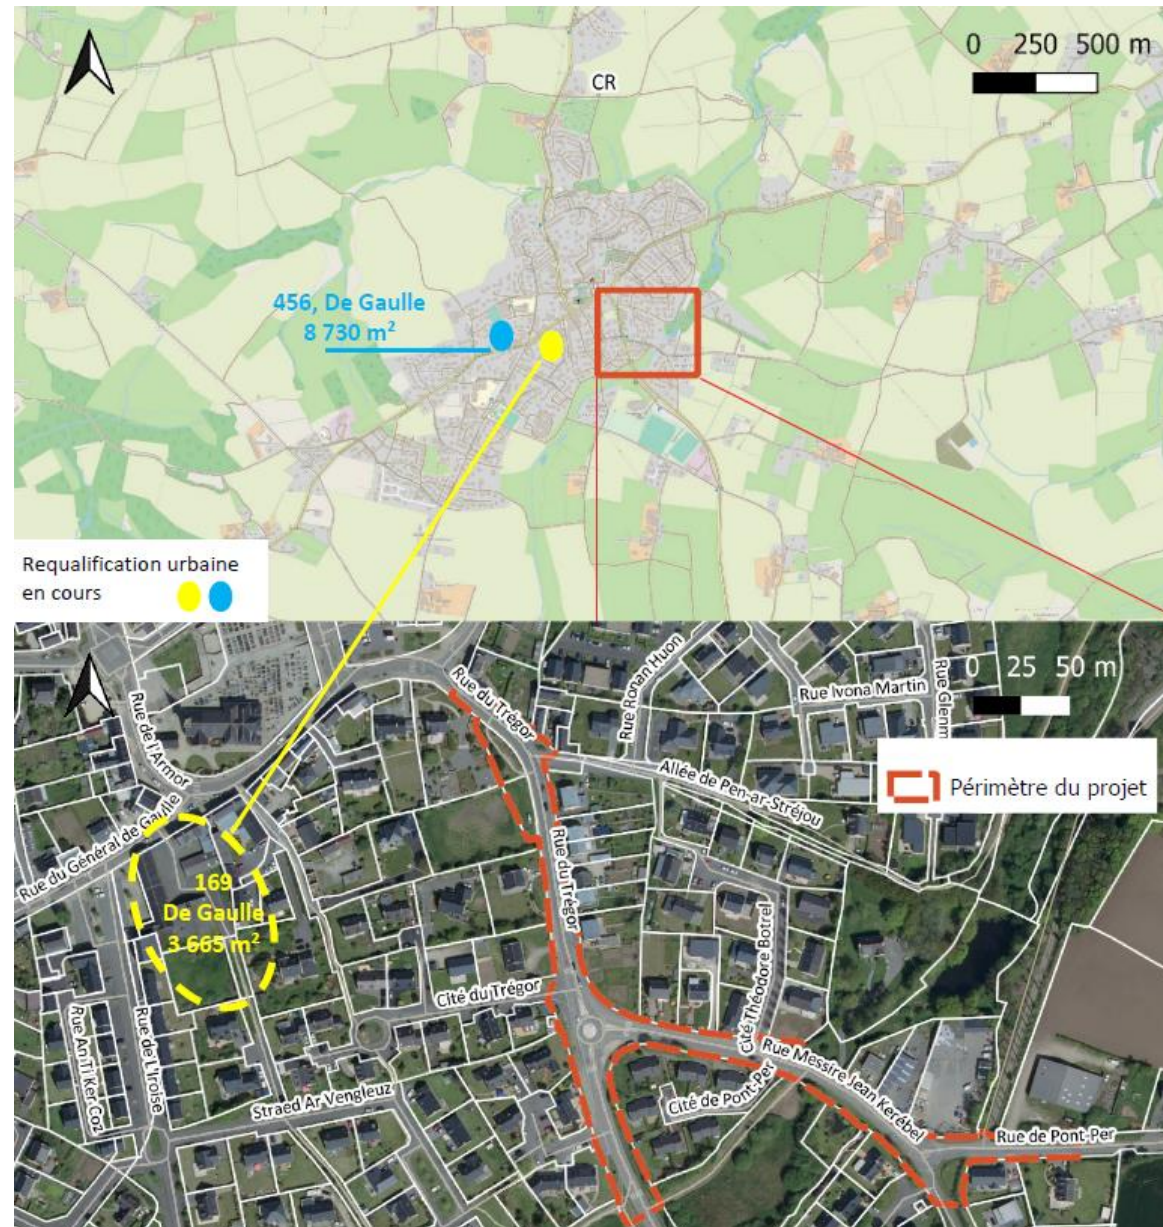 0 250 500 m
CR
456, De Gaulle
8 730 m²
Requalification urbaine
en cours
0 25 50 m
Rue du Trégor
Rue Ronan Huon
Rue Ivona Martin
Rue Glenm
Rue de l'Armor
Périmètre du projet
Allée de Pen-ar-Stréjou
Rue du Général de Gaulle
Rue du Trégor
169
De Gaulle
3 665 m²
Cité Théodore Botrel
Cité du Trégor
Rue An Ti Ker Coz
Rue de L'Iroise
Rue Messire Jean Kerébel
Cité de Pont-Per
Straed Ar Vengleuz
Rue de Pont-Per